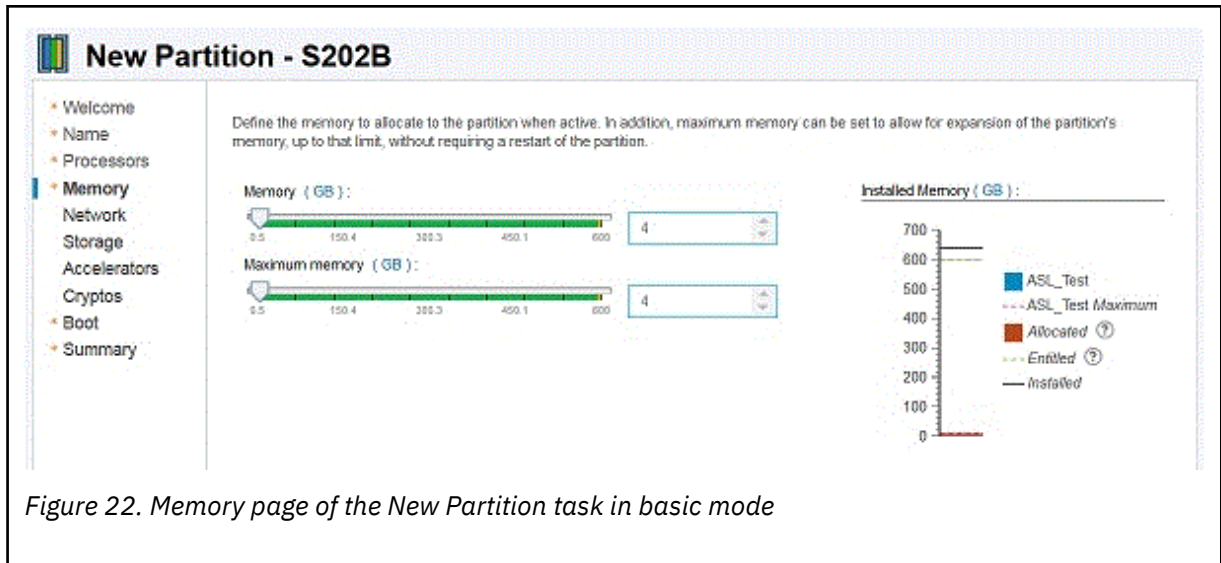 New Partition - S202B
* Welcome
* Name
* Processors
* Memory
Network
Storage
Accelerators
Cryptos
* Boot
* Summary
Define the memory to allocate to the partition when active. In addition, maximum memory can be set to allow for expansion of the partition's
memory, up to that limit, without requiring a restart of the partition.
Memory ( GB ) :
4
0.5 150.4 300.3 450.1 600
Maximum memory ( GB ) :
4
0.5 150.4 300.3 450.1 600
Installed Memory ( GB ) :
700
600
500
400
300
200
100
0
ASL_Test
ASL_Test Maximum
Allocated ?
Entitled ?
Installed
Figure 22. Memory page of the New Partition task in basic mode